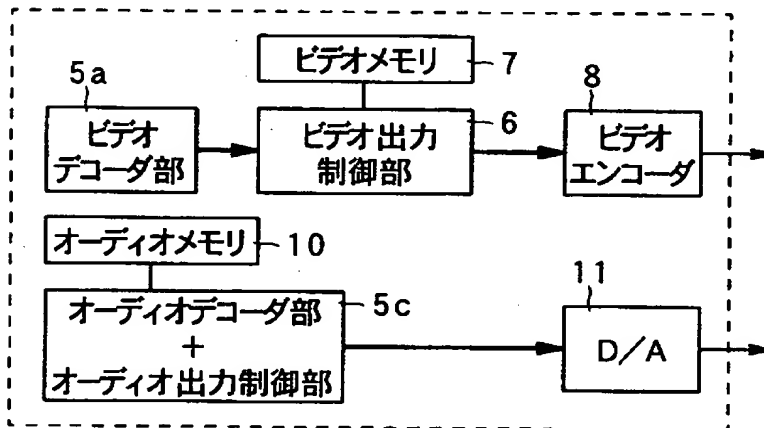 ビデオメモリ
7
5a
ビデオ
デコーダ部
ビデオ出力
制御部
6
8
ビデオ
エンコーダ
オーディオメモリ
10
オーディオデコーダ部
+
オーディオ出力制御部
5c
11
D/A